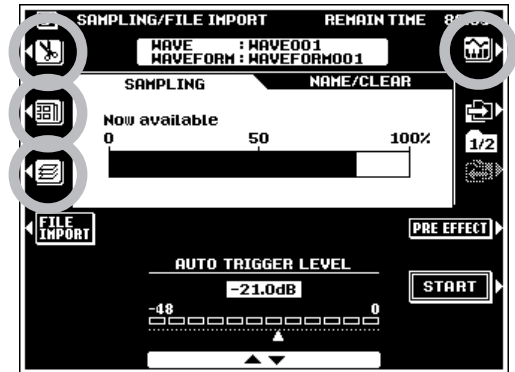 SAMPLING/FILE IMPORT REMAIN TIME
WAVE :WAVE001
WAVEFORM:WAVEFORM001
SAMPLING NAME/CLEAR
Now available
0 50 100%
1/2
FILE IMPORT
PRE EFFECT
AUTO TRIGGER LEVEL
-21.0dB
START
-48 0